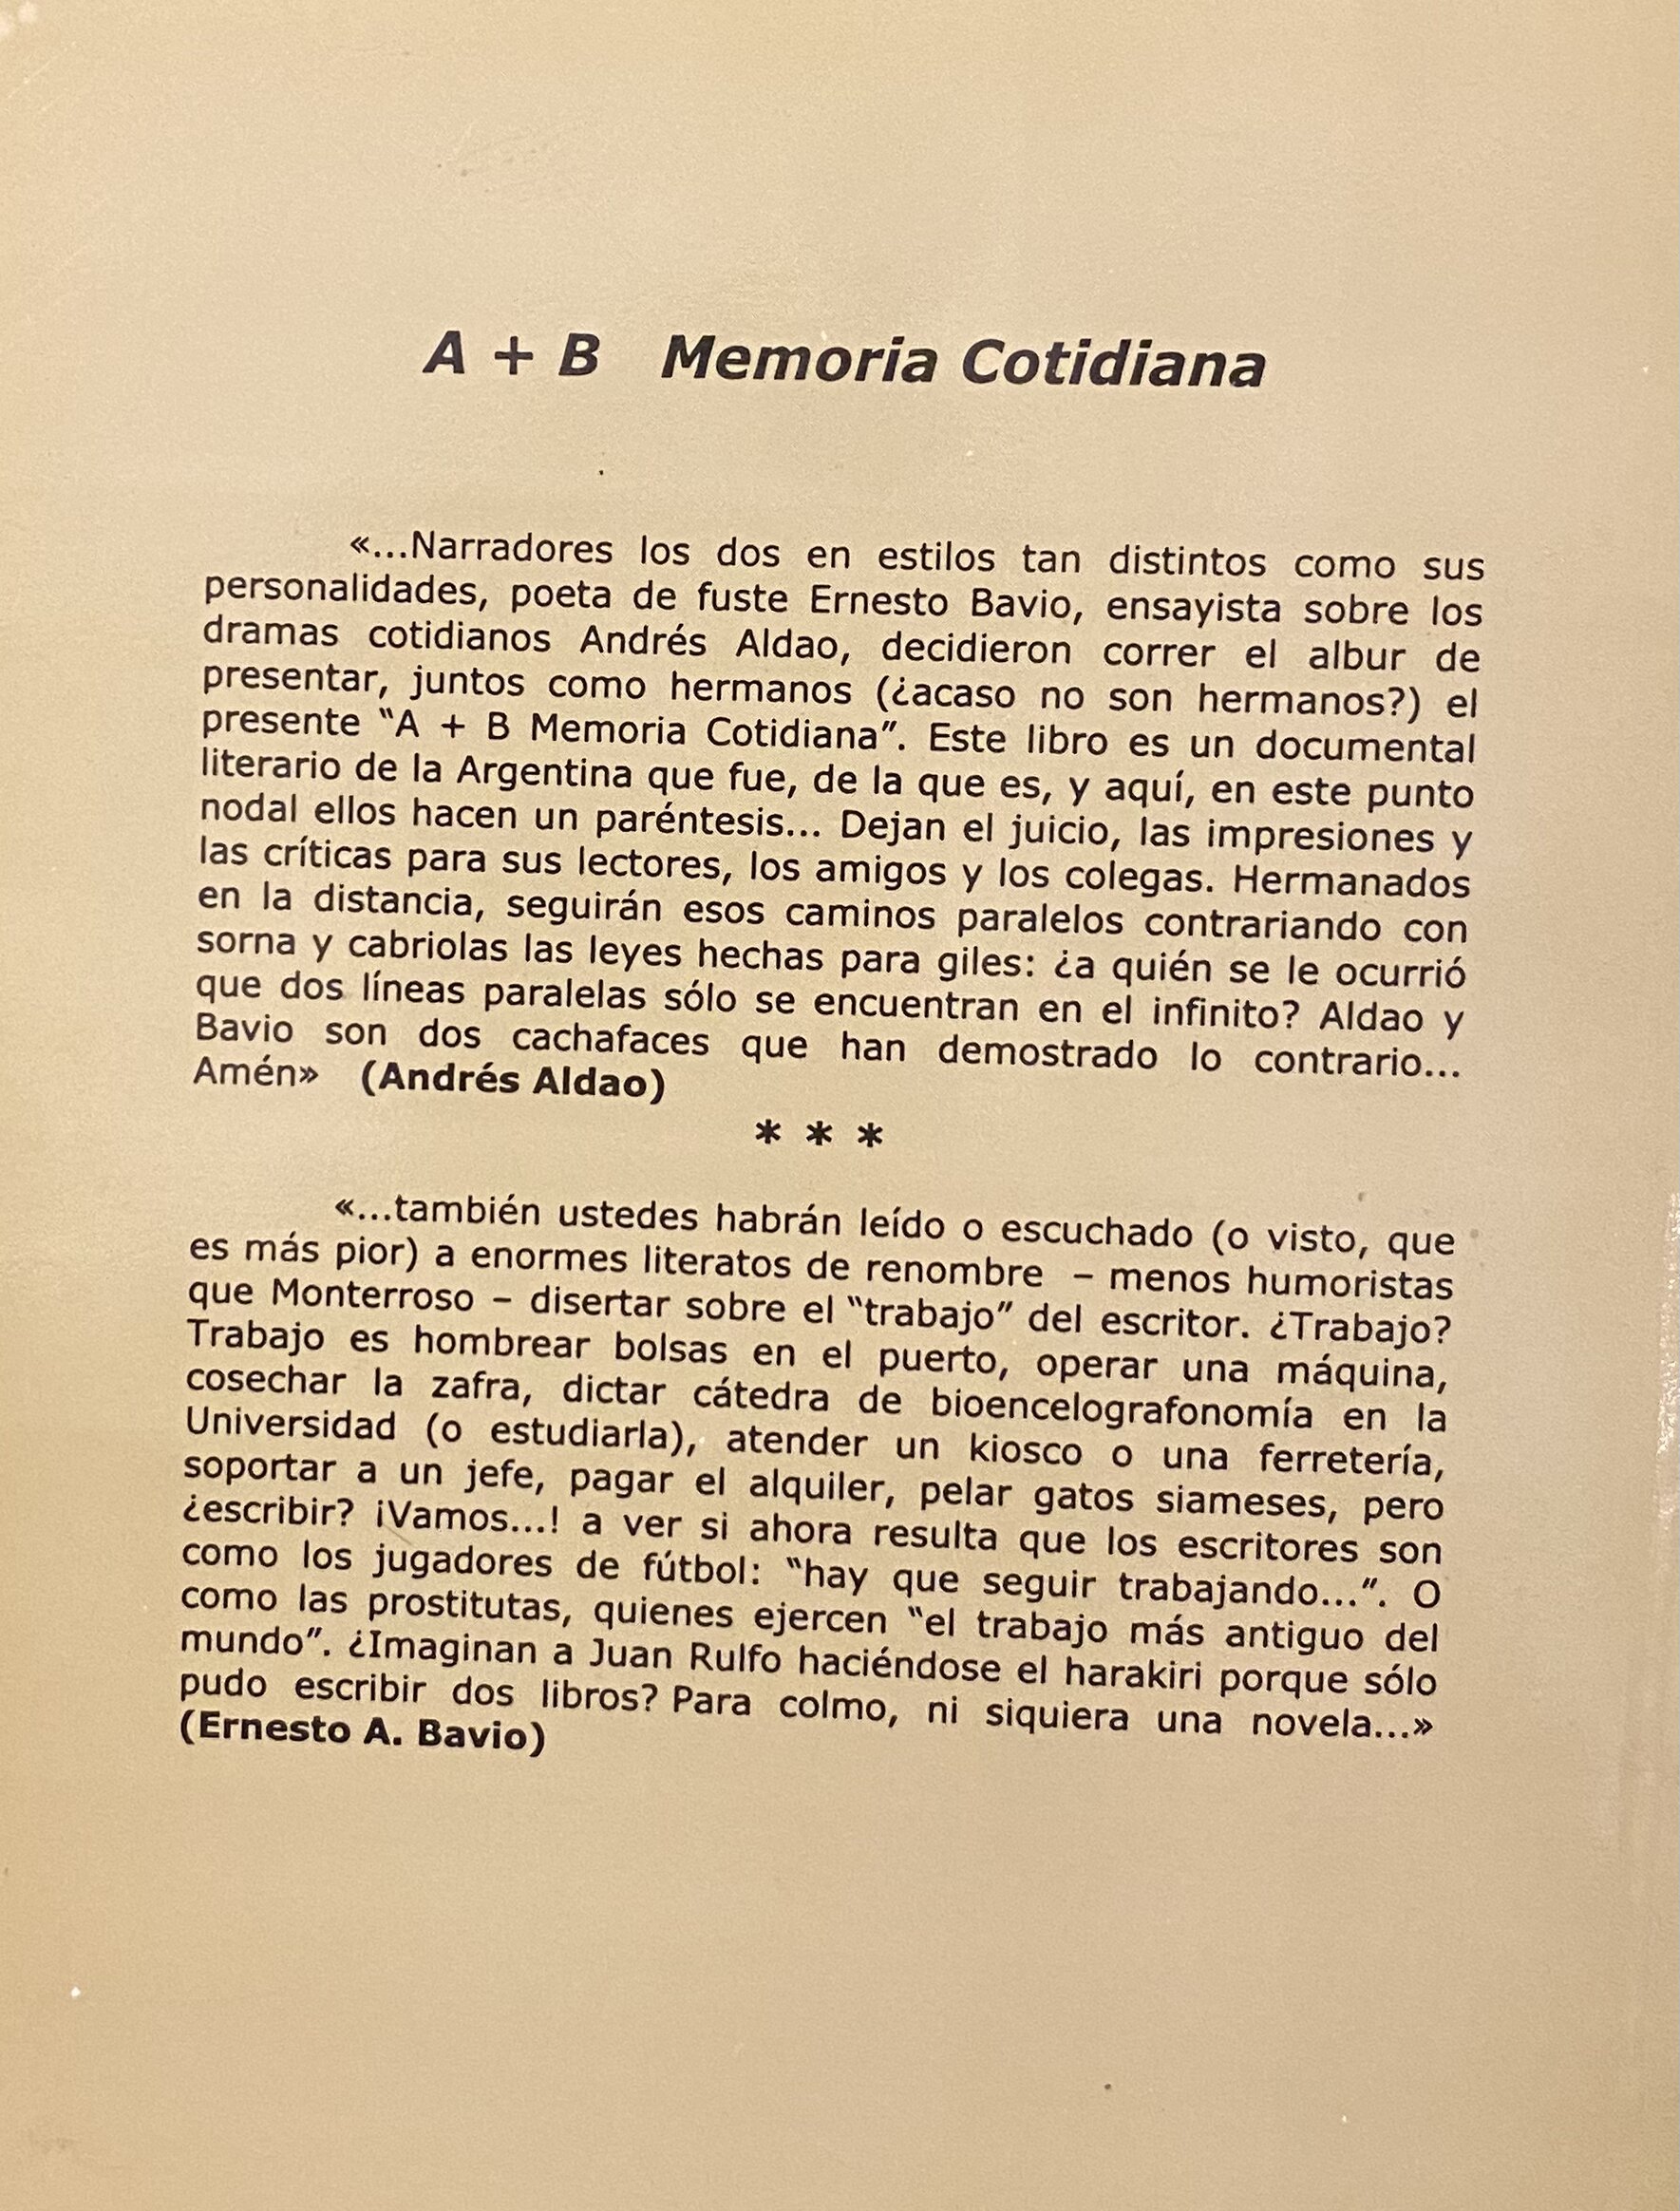 A + B Memoria Cotidiana
«...Narradores los dos en estilos tan distintos como sus
personalidades, poeta de fuste Ernesto Bavio, ensayista sobre los
dramas cotidianos Andrés Aldao, decidieron correr el albur de
presentar, juntos como hermanos (¿acaso no son hermanos?) el
presente “A + B Memoria Cotidiana”. Este libro es un documental
literario de la Argentina que fue, de la que es, y aquí, en este punto
nodal ellos hacen un paréntesis... Dejan el juicio, las impresiones y
las críticas para sus lectores, los amigos y los colegas. Hermanados
en la distancia, seguirán esos caminos paralelos contrariando con
sorna y cabriolas las leyes hechas para giles: ¿a quién se le ocurrió
que dos líneas paralelas sólo se encuentran en el infinito? Aldao y
Bavio son dos cachafaces que han demostrado lo contrario...
Amén» (Andrés Aldao)
* * *
«...también ustedes habrán leído o escuchado (o visto, que
es más pior) a enormes literatos de renombre – menos humoristas
que Monterroso – disertar sobre el “trabajo” del escritor. ¿Trabajo?
Trabajo es hombrear bolsas en el puerto, operar una máquina,
cosechar la zafra, dictar cátedra de bioencelografonomía en la
Universidad (o estudiarla), atender un kiosco o una ferretería,
soportar a un jefe, pagar el alquiler, pelar gatos siameses, pero
¿escribir? ¡Vamos...! a ver si ahora resulta que los escritores son
como los jugadores de fútbol: “hay que seguir trabajando...”. O
como las prostitutas, quienes ejercen “el trabajo más antiguo del
mundo”. ¿Imaginan a Juan Rulfo haciéndose el harakiri porque sólo
pudo escribir dos libros? Para colmo, ni siquiera una novela...»
(Ernesto A. Bavio)